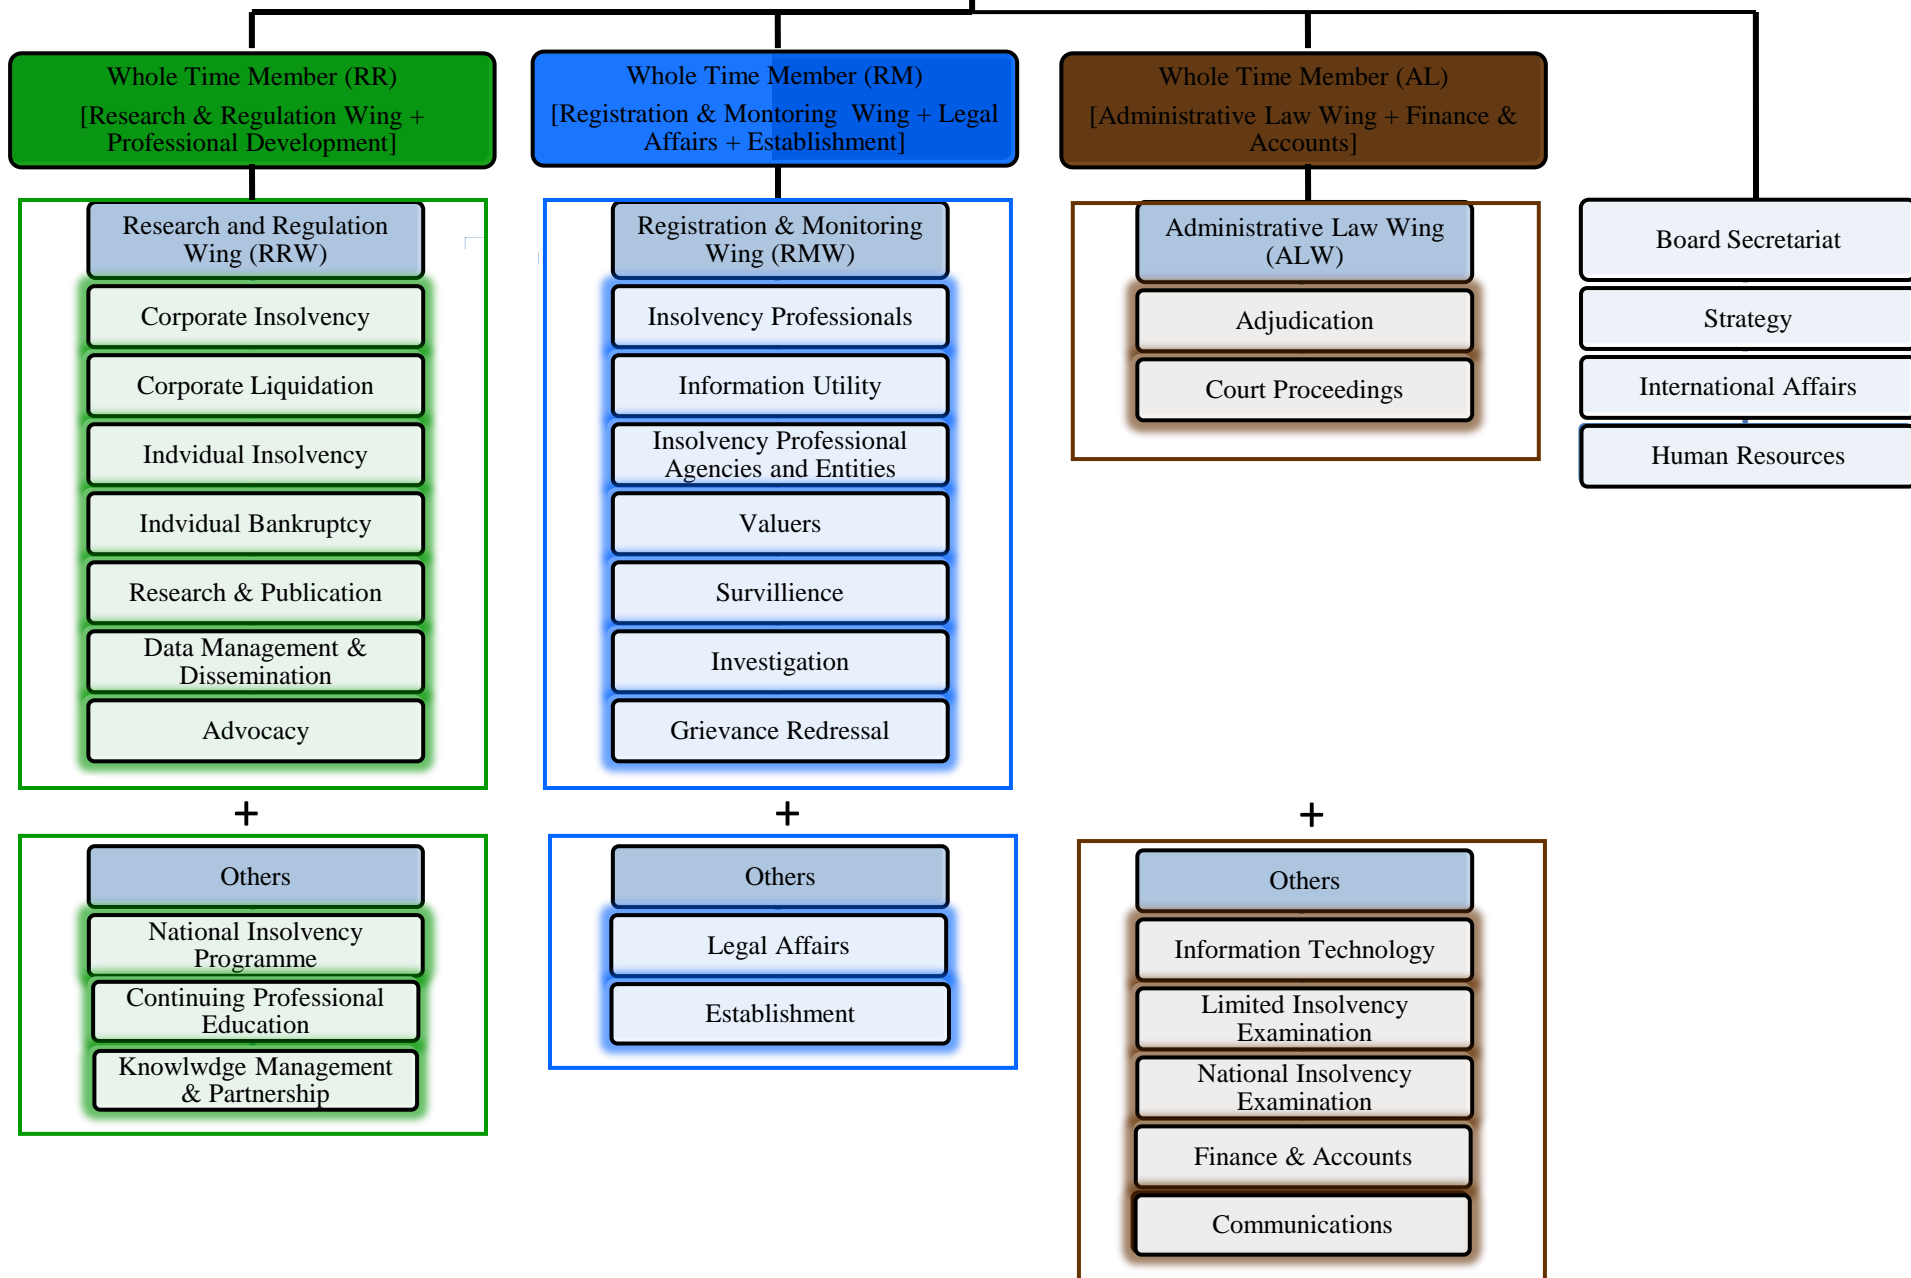 Whole Time Member (RR)
[Research & Regulation Wing +
Professional Development]
Whole Time Member (RM)
[Registration & Montoring  Wing + Legal
Affairs + Establishment]
Whole Time Member (AL)
[Administrative Law Wing + Finance &
Accounts]
Research and Regulation
Wing (RRW)
Corporate Insolvency
Corporate Liquidation
Indvidual Insolvency
Indvidual Bankruptcy
Research & Publication
Data Management &
Dissemination
Advocacy
+
Others
National Insolvency
Programme
Continuing Professional
Education
Knowlwdge Management
& Partnership
Registration & Monitoring
Wing (RMW)
Insolvency Professionals
Information Utility
Insolvency Professional
Agencies and Entities
Valuers
Survillience
Investigation
Grievance Redressal
+
Others
Legal Affairs
Establishment
Administrative Law Wing
(ALW)
Adjudication
Court Proceedings
+
Others
Information Technology
Limited Insolvency
Examination
National Insolvency
Examination
Finance & Accounts
Communications
Board Secretariat
Strategy
International Affairs
Human Resources